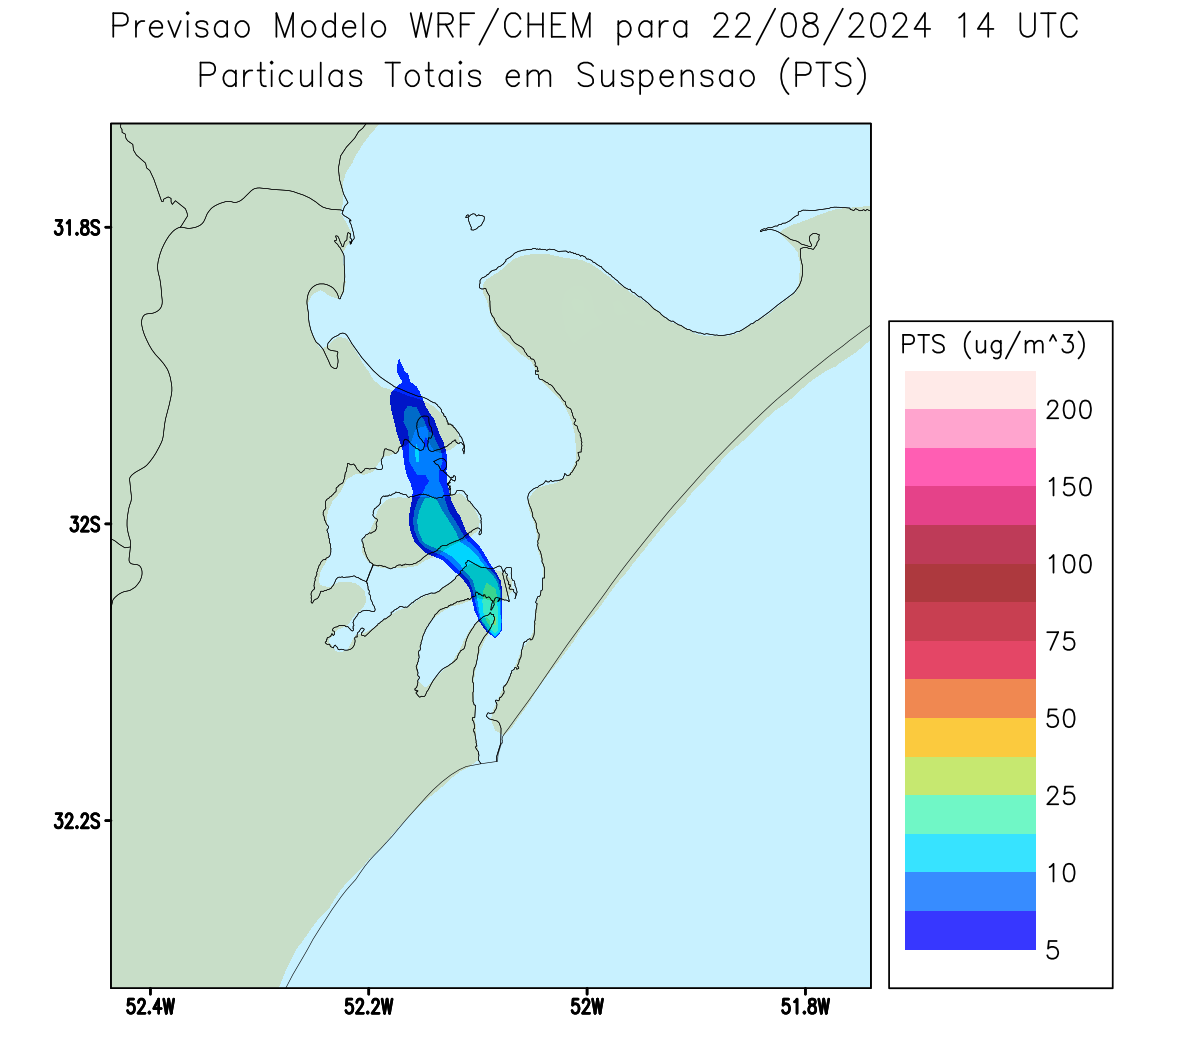 Previsao Modelo WRF/CHEM para 22/08/2024 14 UTC
Particulas Totais em Suspensao (PTS)
31.8S
32S
32.2S
52.4W
52.2W
52W
51.8W
PTS (ug/m^3)
200
150
100
75
50
25
10
5